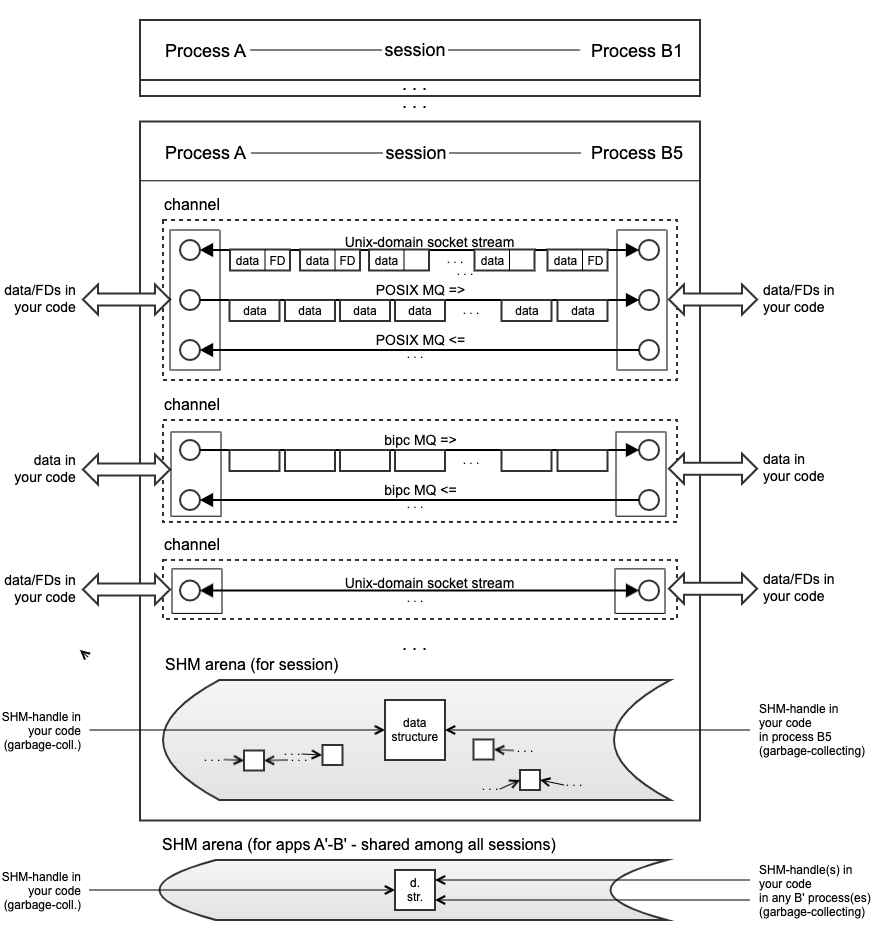 Process A session Process B1
. . .
. . .
Process A session Process B5
channel
Unix-domain socket stream
data FD data FD data . . . data data FD
. . .
data/FDs in
your code
POSIX MQ =>
data data data data . . . data data
data/FDs in
your code
POSIX MQ <=
. . .
channel
bipc MQ =>
. . .
data in
your code
data in
your code
bipc MQ <=
. . .
channel
data/FDs in
your code
Unix-domain socket stream
. . .
data/FDs in
your code
. . .
SHM arena (for session)
SHM-handle in
your code
(garbage-coll.)
data
structure
SHM-handle in
your code
in process B5
(garbage-collecting)
. . . . . . . . . . . .
. . . . . .
SHM arena (for apps A'-B' - shared among all sessions)
SHM-handle in
your code
(garbage-coll.)
d.
str.
SHM-handle(s) in
your code
in any B' process(es)
(garbage-collecting)